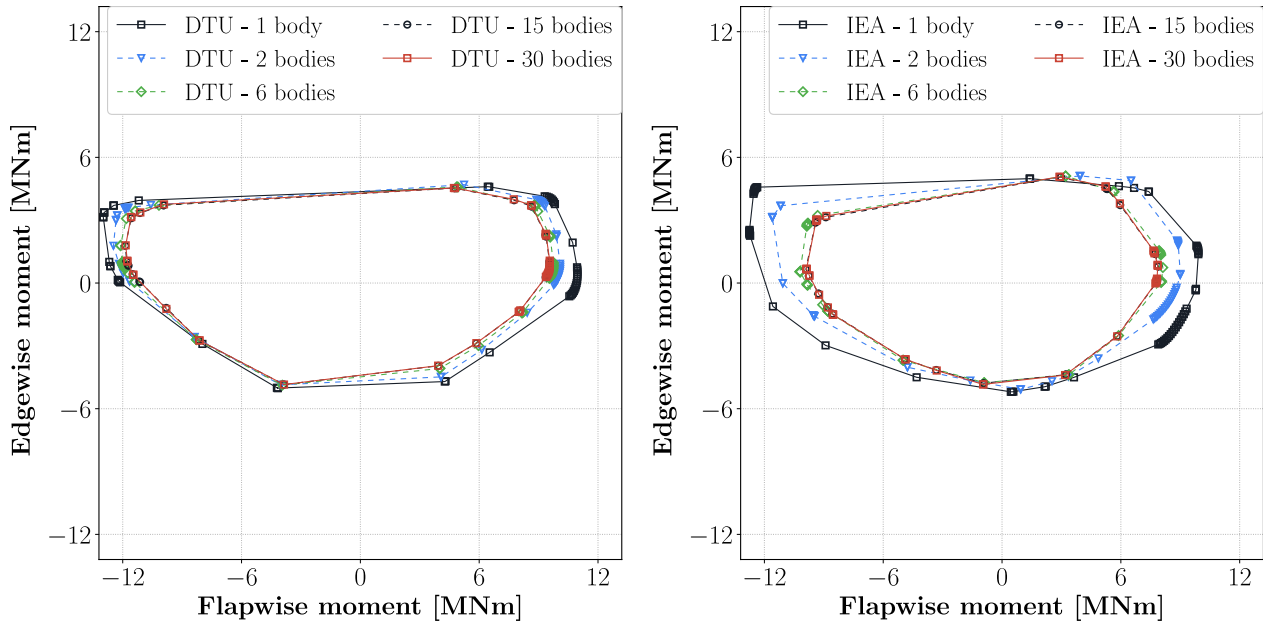 DTU - 1 body
DTU - 2 bodies
DTU - 6 bodies
DTU - 15 bodies
DTU - 30 bodies
12
6
0
−6
−12
Edgewise moment [MNm]
−12 −6 0 6 12
Flapwise moment [MNm]
IEA - 1 body
IEA - 2 bodies
IEA - 6 bodies
IEA - 15 bodies
IEA - 30 bodies
12
6
0
−6
−12
Edgewise moment [MNm]
−12 −6 0 6 12
Flapwise moment [MNm]